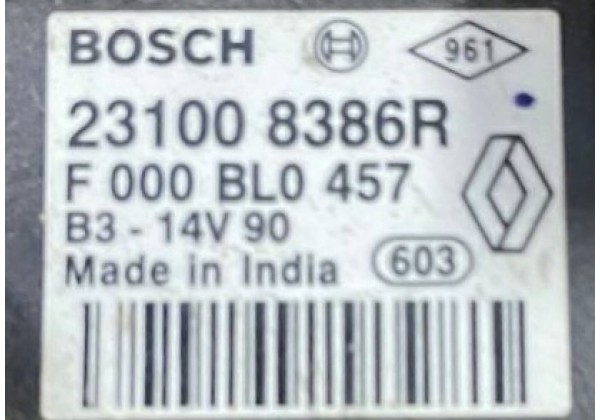 BOSCH 961
23100 8386R
F 000 BL0 457
B3 - 14V 90
Made in India 603